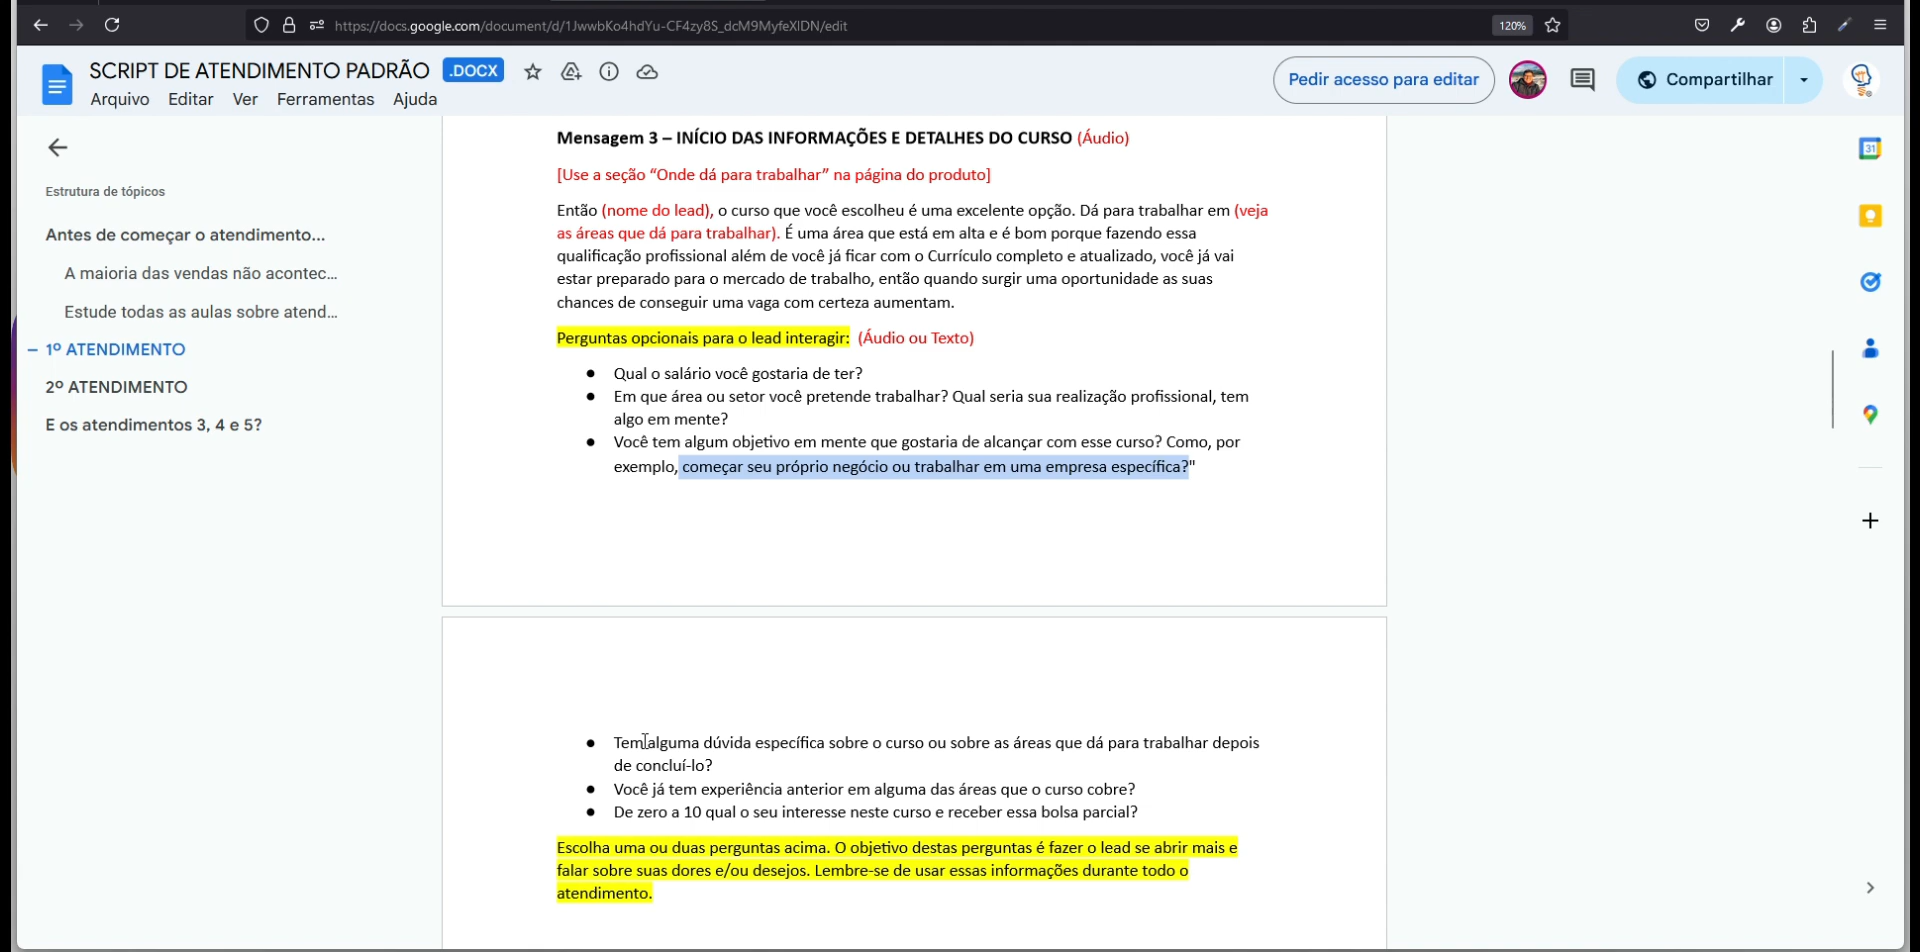 https://docs.google.com/document/d/1JwwbKo4hdYu-CF4zy8S_dcM9MyfeXlDN/edit
120%
SCRIPT DE ATENDIMENTO PADRÃO .DOCX
Arquivo Editar Ver Ferramentas Ajuda
Pedir acesso para editar
Compartilhar
Estrutura de tópicos
Antes de começar o atendimento...
A maioria das vendas não acontec...
Estude todas as aulas sobre atend...
1º ATENDIMENTO
2º ATENDIMENTO
E os atendimentos 3, 4 e 5?
Mensagem 3 – INÍCIO DAS INFORMAÇÕES E DETALHES DO CURSO (Áudio)
[Use a seção “Onde dá para trabalhar” na página do produto]
Então (nome do lead), o curso que você escolheu é uma excelente opção. Dá para trabalhar em (veja
as áreas que dá para trabalhar). É uma área que está em alta e é bom porque fazendo essa
qualificação profissional além de você já ficar com o Currículo completo e atualizado, você já vai
estar preparado para o mercado de trabalho, então quando surgir uma oportunidade as suas
chances de conseguir uma vaga com certeza aumentam.
Perguntas opcionais para o lead interagir: (Áudio ou Texto)
● Qual o salário você gostaria de ter?
● Em que área ou setor você pretende trabalhar? Qual seria sua realização profissional, tem
algo em mente?
● Você tem algum objetivo em mente que gostaria de alcançar com esse curso? Como, por
exemplo, começar seu próprio negócio ou trabalhar em uma empresa específica?"
● Tem alguma dúvida específica sobre o curso ou sobre as áreas que dá para trabalhar depois
de concluí-lo?
● Você já tem experiência anterior em alguma das áreas que o curso cobre?
● De zero a 10 qual o seu interesse neste curso e receber essa bolsa parcial?
Escolha uma ou duas perguntas acima. O objetivo destas perguntas é fazer o lead se abrir mais e
falar sobre suas dores e/ou desejos. Lembre-se de usar essas informações durante todo o
atendimento.
31